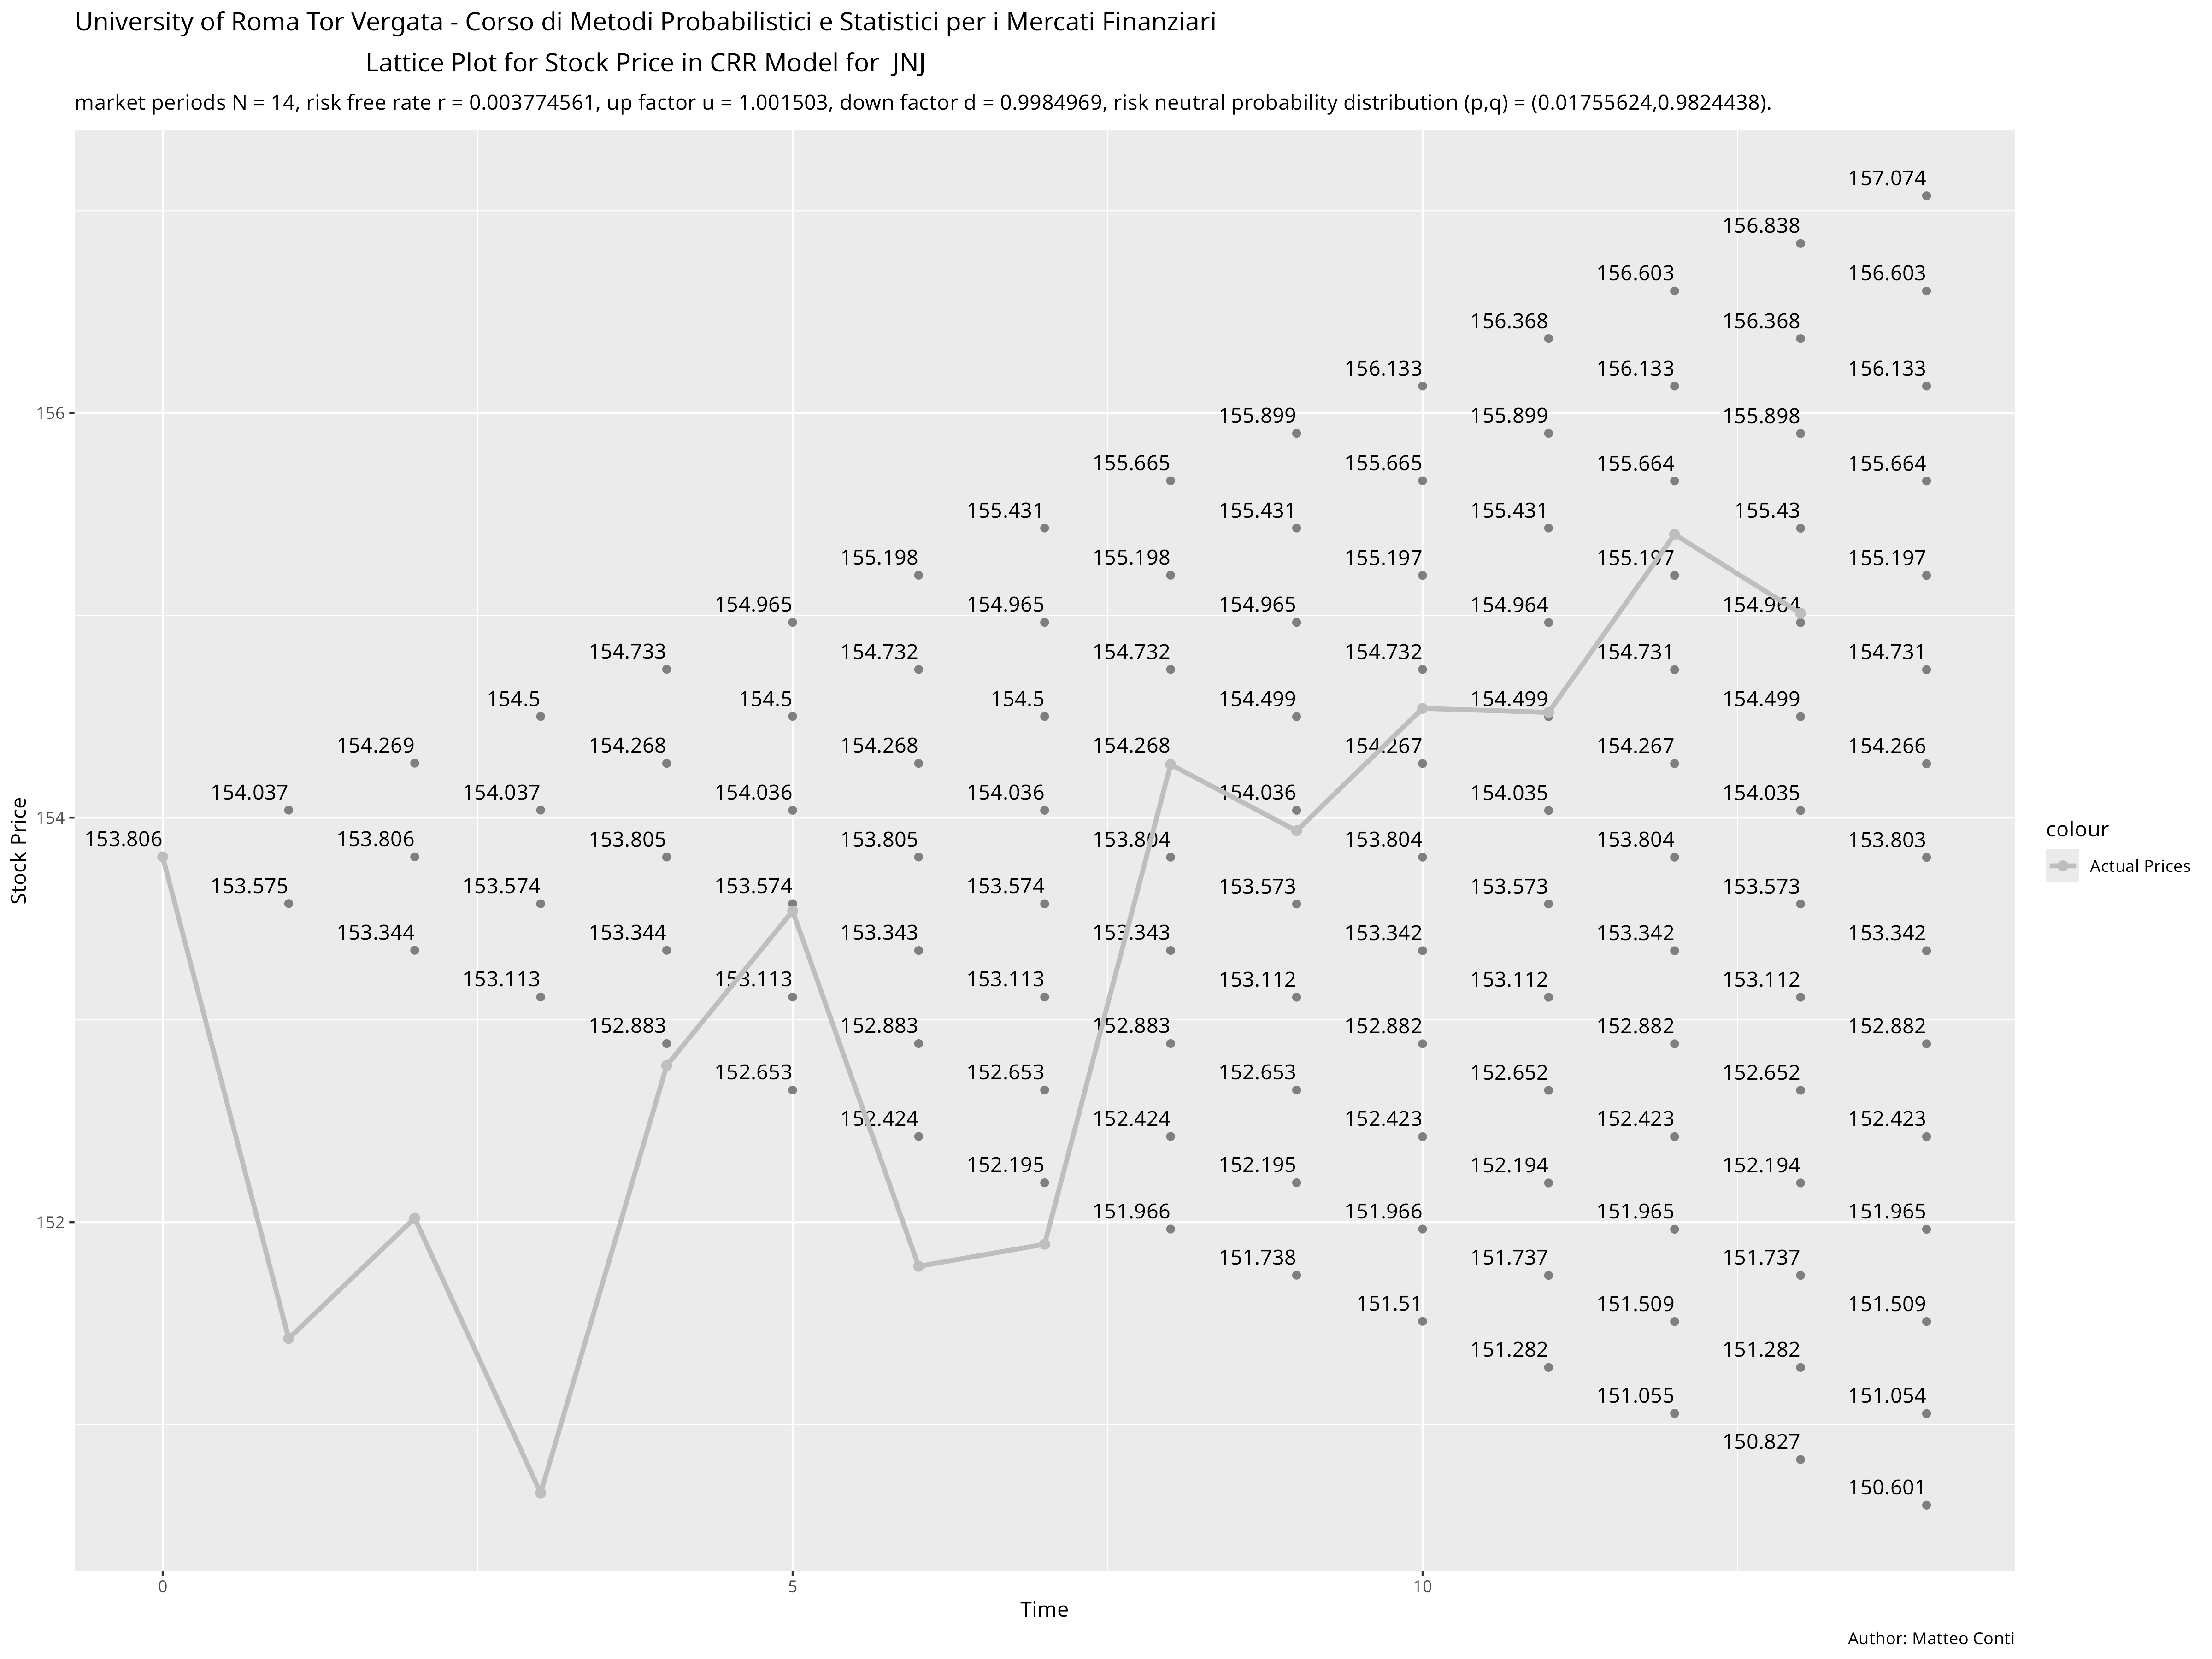 University of Roma Tor Vergata - Corso di Metodi Probabilistici e Statistici per i Mercati Finanziari
Lattice Plot for Stock Price in CRR Model for JNJ
market periods N = 14, risk free rate r = 0.003774561, up factor u = 1.001503, down factor d = 0.9984969, risk neutral probability distribution (p,q) = (0.01755624,0.9824438).
157.074
156.838
156.603 156.603
156.368 156.368
156.133 156.133 156.133
156
155.899 155.899 155.898
155.665 155.665 155.664 155.664
155.431 155.431 155.431 155.43
155.198 155.198 155.197 155.197 155.197
154.965 154.965 154.965 154.964 154.964
154.733 154.732 154.732 154.732 154.731 154.731
154.5 154.5 154.5 154.499 154.499 154.499
154.269 154.268 154.268 154.268 154.267 154.267 154.266
154.037 154.037 154.036 154.036 154.036 154.035 154.035
154
153.806 153.806 153.805 153.805 153.804 153.804 153.804 153.803
153.575 153.574 153.574 153.574 153.573 153.573 153.573
153.344 153.344 153.343 153.343 153.342 153.342 153.342
153.113 153.113 153.113 153.112 153.112 153.112
152.883 152.883 152.883 152.882 152.882 152.882
152.653 152.653 152.653 152.652 152.652
152.424 152.424 152.423 152.423 152.423
152.195 152.195 152.194 152.194
151.966 151.966 151.965 151.965
152
151.738 151.737 151.737
151.51 151.509 151.509
151.282 151.282
151.055 151.054
150.827
150.601
Stock Price
0 5 10
Time
colour
Actual Prices
Author: Matteo Conti